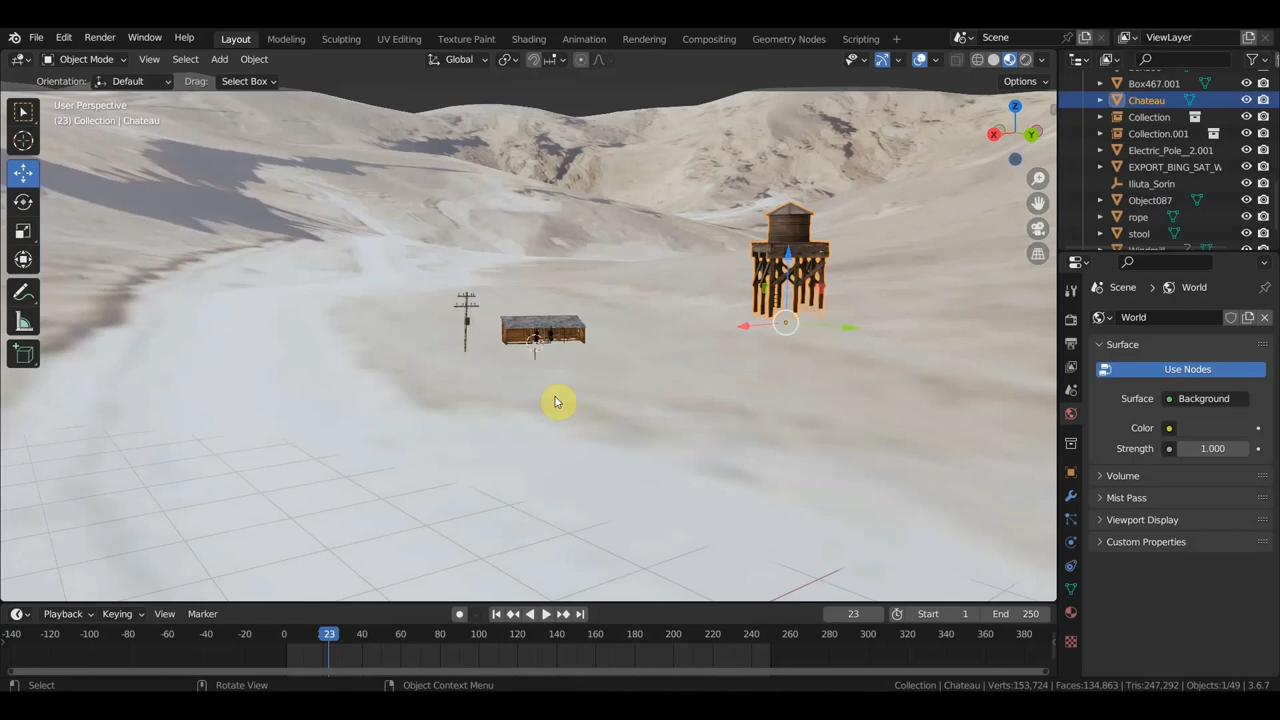 File Edit Render Window Help Layout Modeling Sculpting UV Editing Texture Paint Shading Animation Rendering Compositing Geometry Nodes Scripting + Scene ViewLayer
Object Mode View Select Add Object Global
Orientation: Default Drag: Select Box Options
User Perspective
(23) Collection | Chateau
Z
X
Y
Box467.001
Chateau
Collection
Collection.001
Electric_Pole__2.001
EXPORT_BING_SAT_W
Iliuta_Sorin
Object087
rope
stool
Scene World
World
Surface
Use Nodes
Surface Background
Color
Strength 1.000
Volume
Mist Pass
Viewport Display
Custom Properties
Playback Keying View Marker 23 Start 1 End 250
-140 -120 -100 -80 -60 -40 -20 0 23 40 60 80 100 120 140 160 180 200 220 240 260 280 300 320 340 360 380
Select Rotate View Object Context Menu Collection | Chateau | Verts:153,724 | Faces:134,863 | Tris:247,292 | Objects:1/49 | 3.6.7